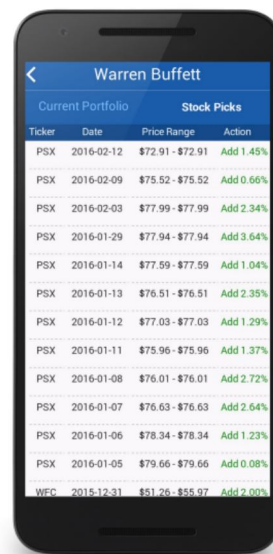 Warren Buffett
Current Portfolio Stock Picks
Ticker Date Price Range Action
PSX 2016-02-12 $72.91 - $72.91 Add 1.45%
PSX 2016-02-09 $75.52 - $75.52 Add 0.66%
PSX 2016-02-03 $77.99 - $77.99 Add 2.34%
PSX 2016-01-29 $77.94 - $77.94 Add 3.64%
PSX 2016-01-14 $77.59 - $77.59 Add 1.04%
PSX 2016-01-13 $76.51 - $76.51 Add 2.35%
PSX 2016-01-12 $77.03 - $77.03 Add 1.29%
PSX 2016-01-11 $75.96 - $75.96 Add 1.37%
PSX 2016-01-08 $76.01 - $76.01 Add 2.72%
PSX 2016-01-07 $76.63 - $76.63 Add 2.64%
PSX 2016-01-06 $78.34 - $78.34 Add 1.23%
PSX 2016-01-05 $79.66 - $79.66 Add 0.08%
WFC 2015-12-31 $51.26 - $55.97 Add 2.00%